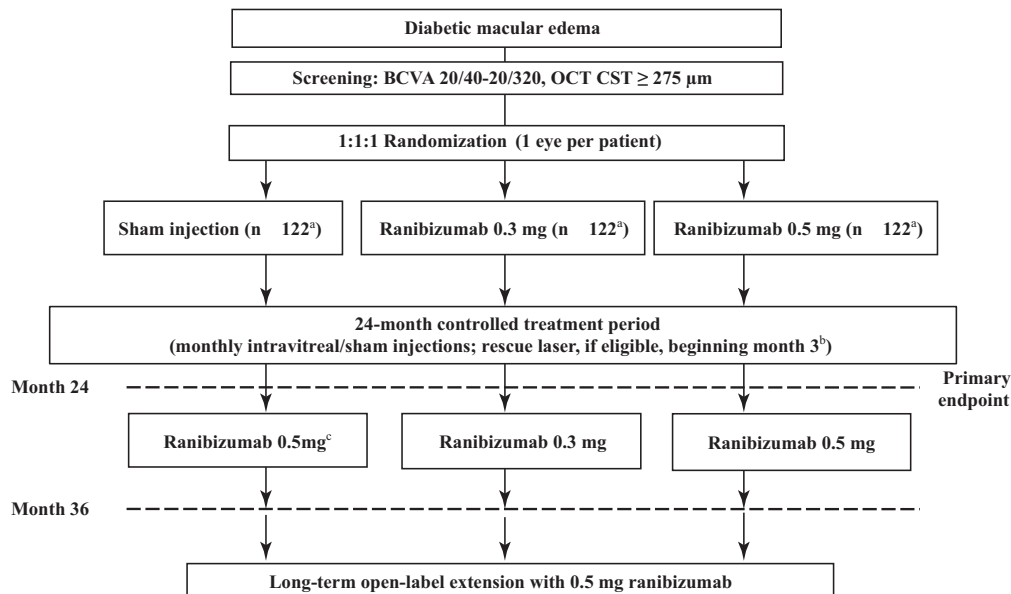 Diabetic macular edema
Screening: BCVA 20/40-20/320, OCT CST ≥ 275 μm
1:1:1 Randomization (1 eye per patient)
Sham injection (n 122ᵃ)
Ranibizumab 0.3 mg (n 122ᵃ)
Ranibizumab 0.5 mg (n 122ᵃ)
24-month controlled treatment period
(monthly intravitreal/sham injections; rescue laser, if eligible, beginning month 3ᵇ)
Month 24
Primary
endpoint
Ranibizumab 0.5mgᶜ
Ranibizumab 0.3 mg
Ranibizumab 0.5 mg
Month 36
Long-term open-label extension with 0.5 mg ranibizumab